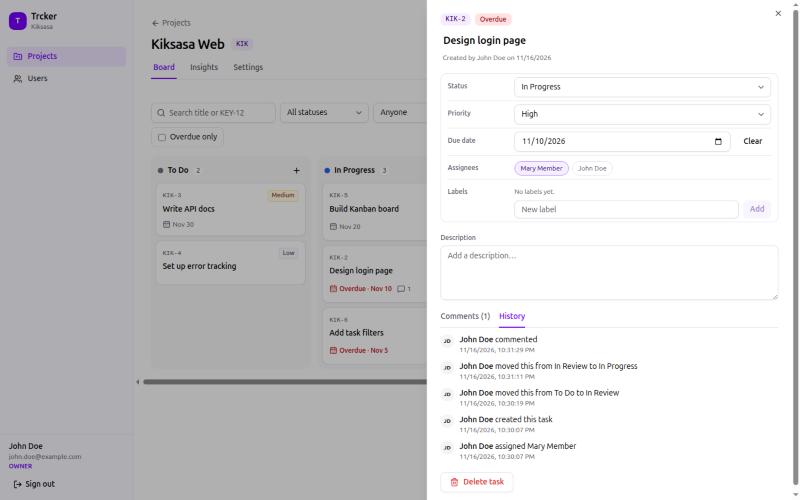 T
Trcker
Kiksasa
Projects
Users
John Doe
john.doe@example.com
OWNER
Sign out
Projects
Kiksasa Web KIK
Board Insights Settings
Search title or KEY-12
All statuses
Anyone
Overdue only
To Do 2 +
KIK-3 Medium
Write API docs
Nov 30
KIK-4 Low
Set up error tracking
In Progress 3
KIK-5
Build Kanban board
Nov 20
KIK-2
Design login page
Overdue · Nov 10 1
KIK-6
Add task filters
Overdue · Nov 5
KIK-2 Overdue
Design login page
Created by John Doe on 11/16/2026
Status In Progress
Priority High
Due date 11/10/2026 Clear
Assignees Mary Member John Doe
Labels No labels yet.
New label Add
Description
Add a description...
Comments (1) History
JD John Doe commented
11/16/2026, 10:31:29 PM
JD John Doe moved this from In Review to In Progress
11/16/2026, 10:31:11 PM
JD John Doe moved this from To Do to In Review
11/16/2026, 10:30:19 PM
JD John Doe created this task
11/16/2026, 10:30:07 PM
JD John Doe assigned Mary Member
11/16/2026, 10:30:07 PM
Delete task